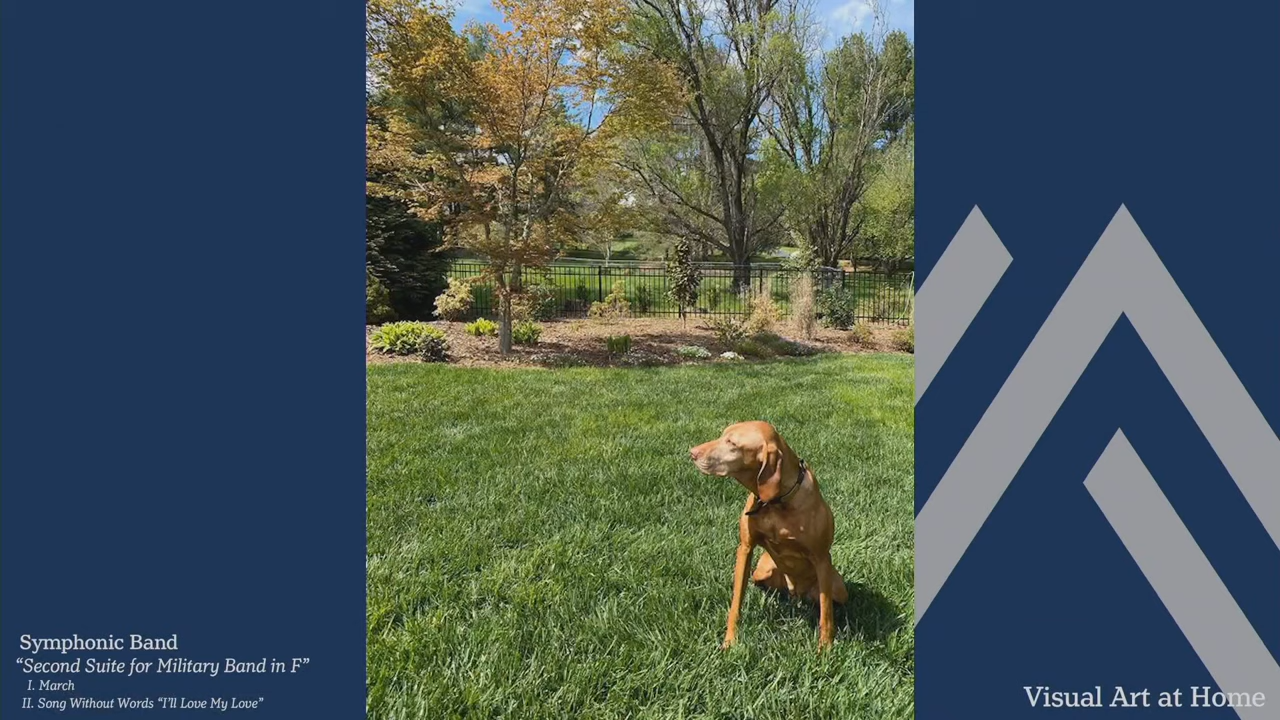 Symphonic Band
“Second Suite for Military Band in F”
I. March
II. Song Without Words “I’ll Love My Love”
Visual Art at Home